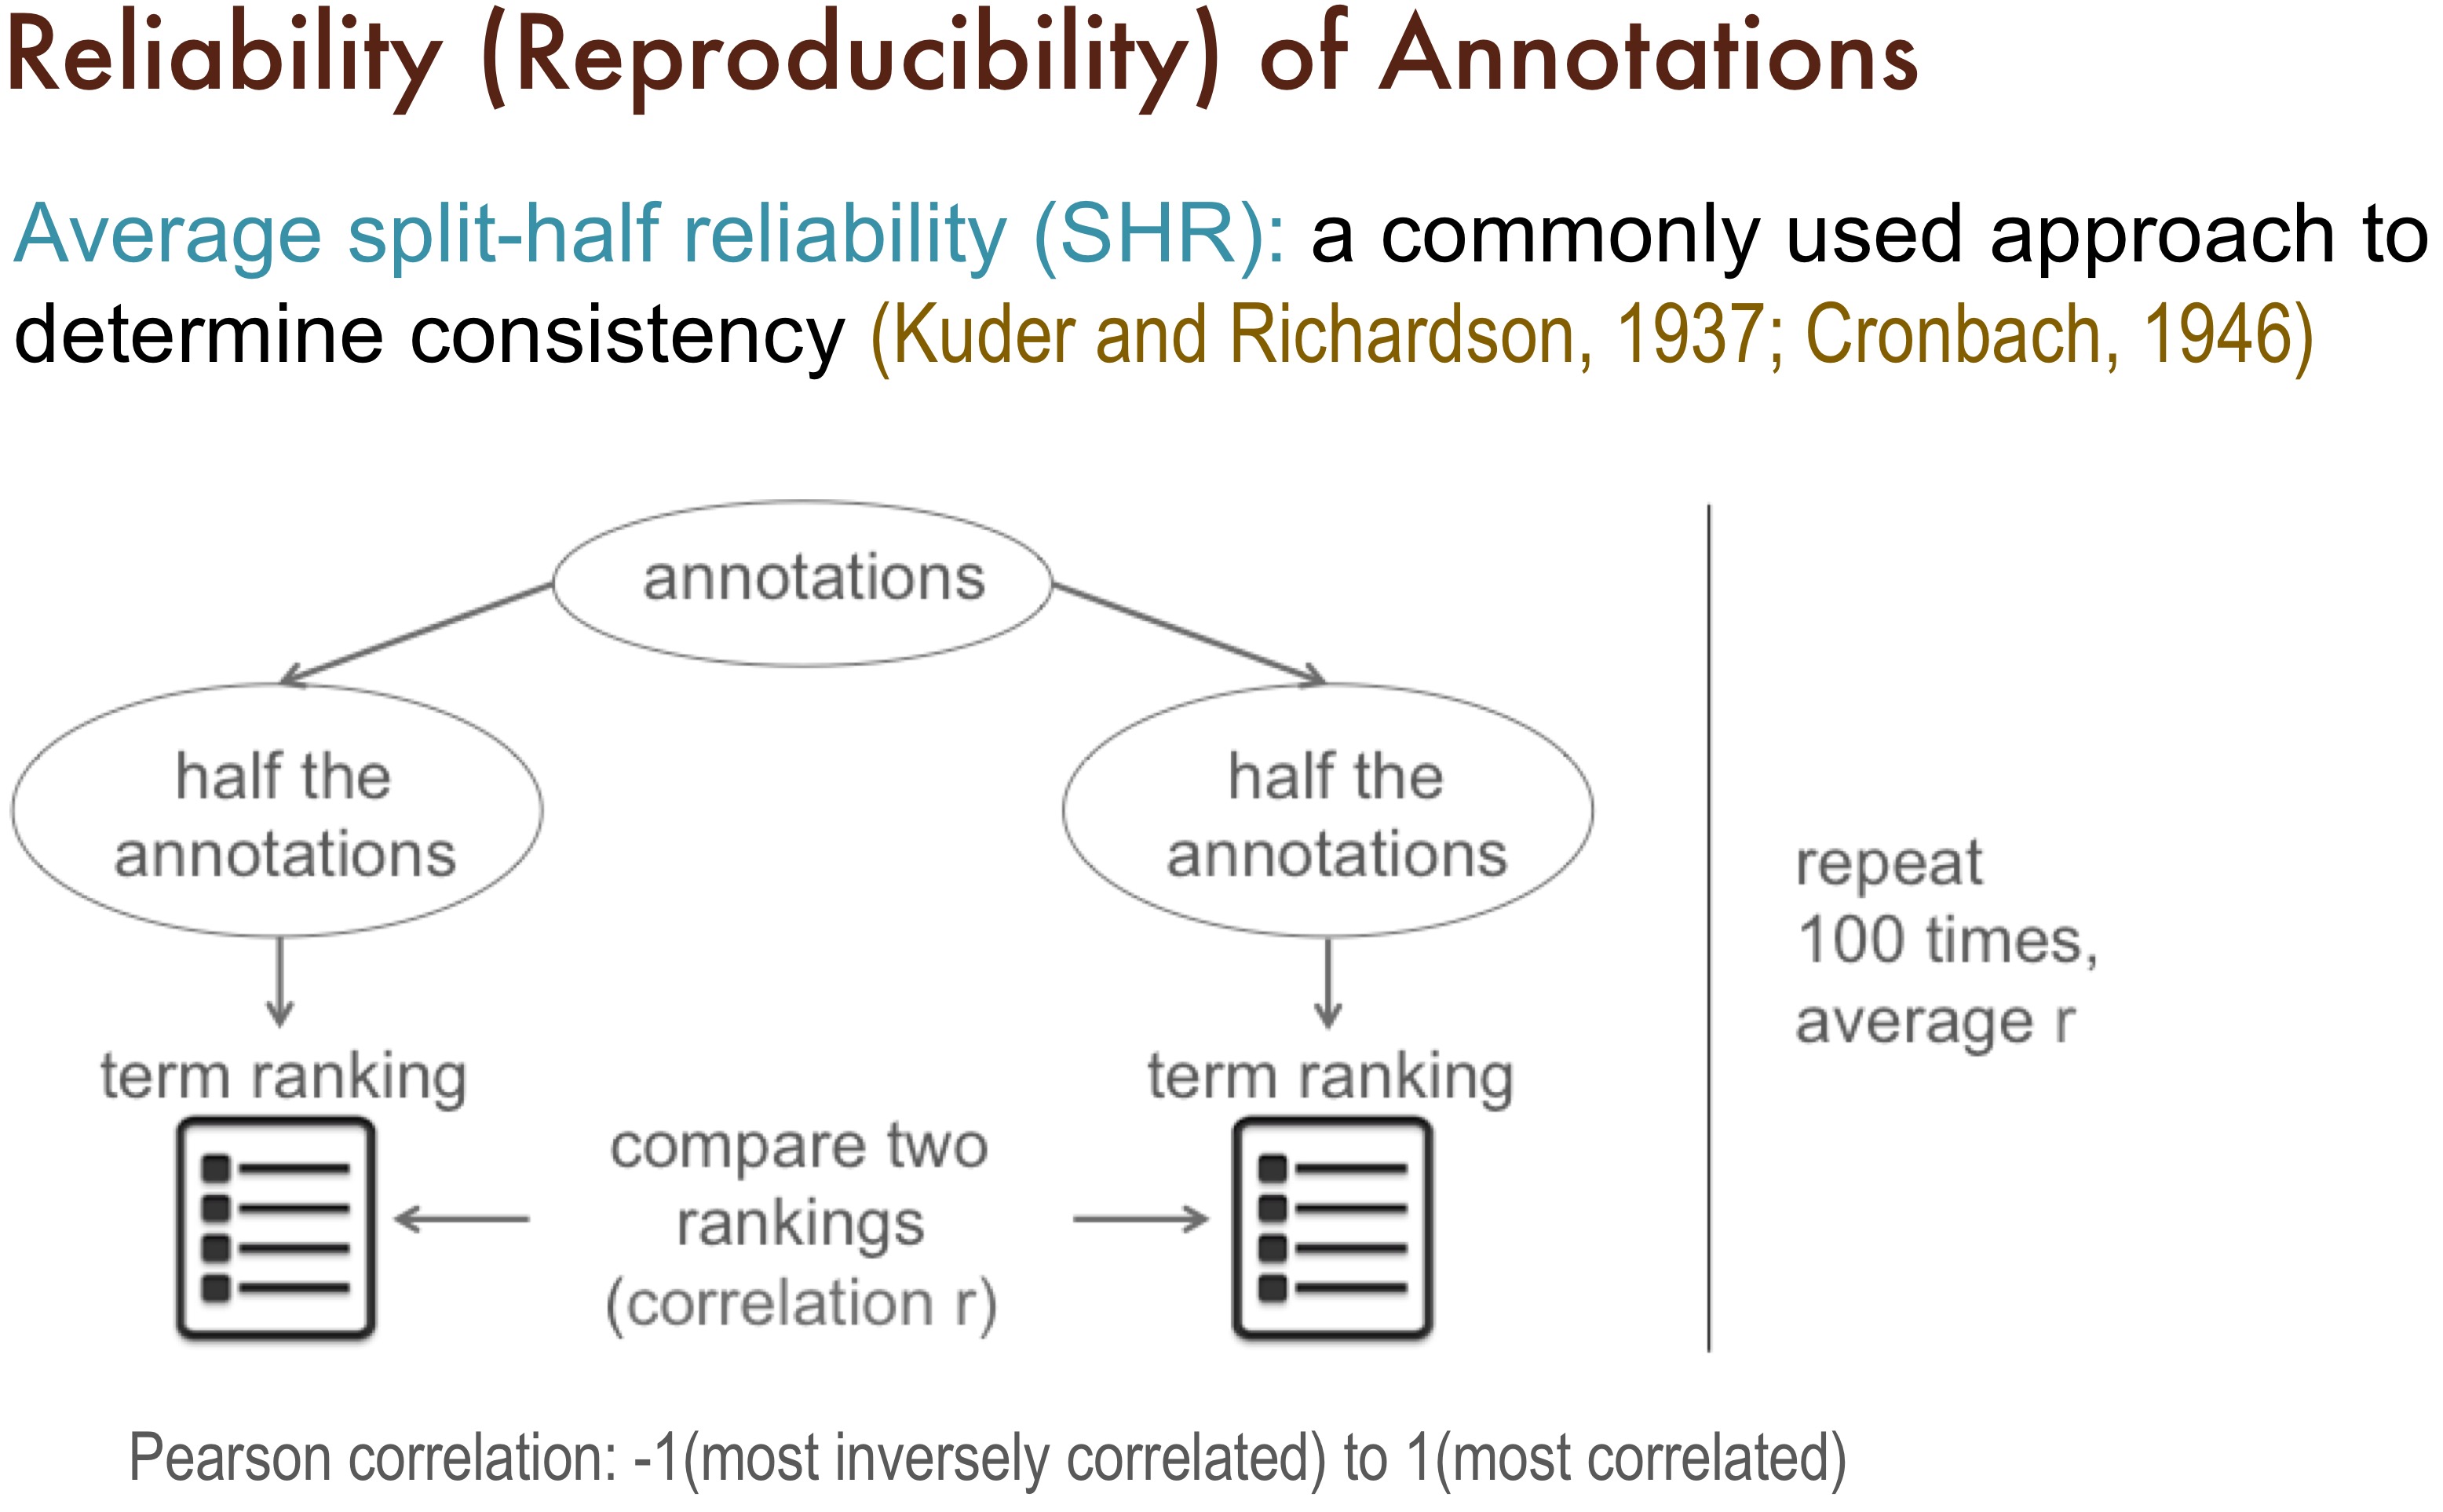 Reliability (Reproducibility) of Annotations
Average split-half reliability (SHR): a commonly used approach to
determine consistency (Kuder and Richardson, 1937; Cronbach, 1946)
annotations
half the
annotations
half the
annotations
term ranking
term ranking
compare two
rankings
(correlation r)
repeat
100 times,
average r
Pearson correlation: -1(most inversely correlated) to 1(most correlated)